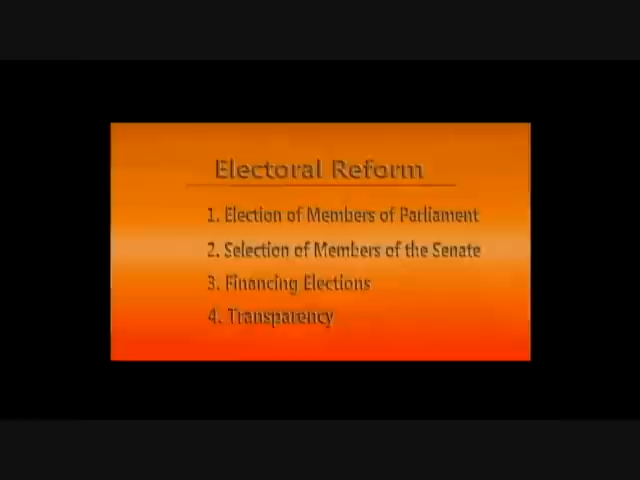 Electoral Reform
1. Election of Members of Parliament
2. Selection of Members of the Senate
3. Financing Elections
4. Transparency